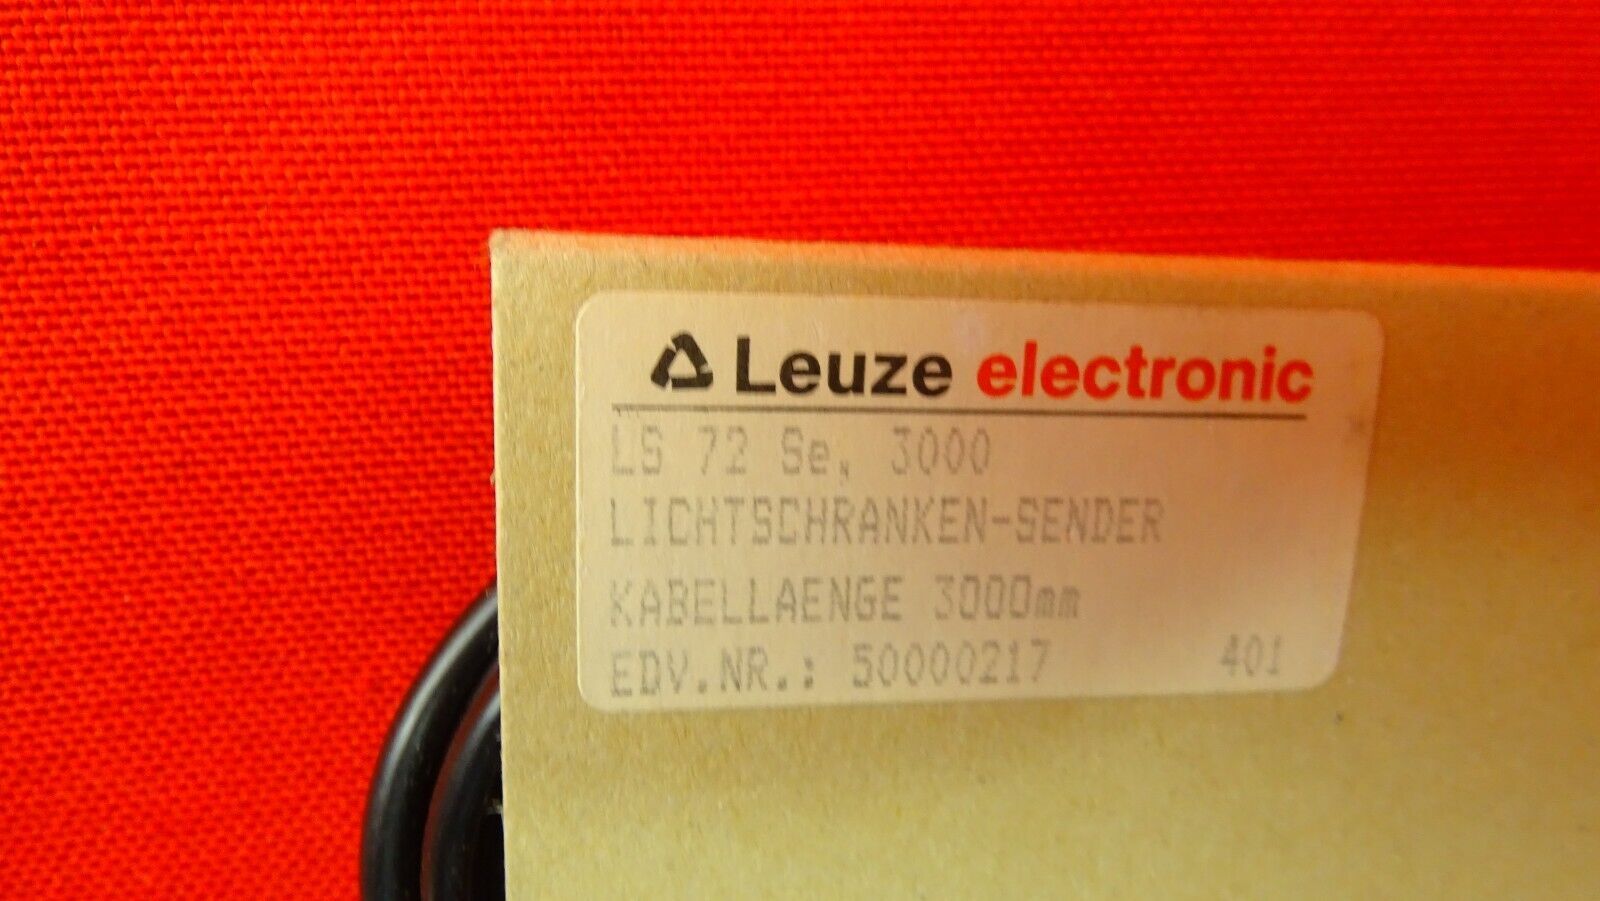 Leuze electronic
LS 72 Se, 3000
LICHTSCHRANKEN-SENDER
KABELLAENGE 3000mm
EDV.NR.: 50000217 401